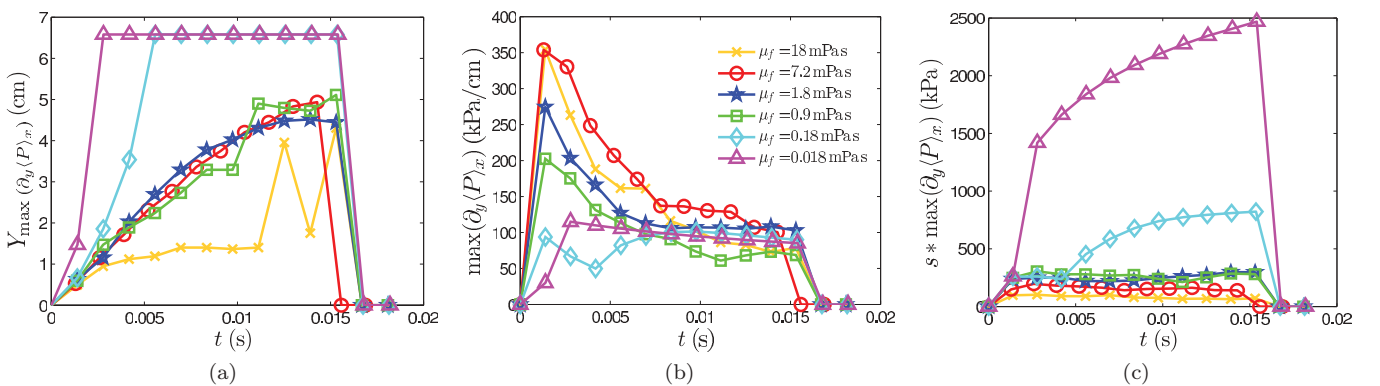 7
6
5
4
3
2
1
0
0.005
0.01
0.015
0.02
Y_max (∂_y⟨P⟩_x) (cm)
t (s)
(a)
400
350
300
250
200
150
100
50
0
0
0.005
0.01
0.015
0.02
max(∂_y⟨P⟩_x) (kPa/cm)
t (s)
μ_f =18 mPas
μ_f =7.2 mPas
μ_f =1.8 mPas
μ_f =0.9 mPas
μ_f =0.18 mPas
μ_f =0.018 mPas
(b)
2500
2000
1500
1000
500
0
0
0.005
0.01
0.015
0.02
s * max(∂_y⟨P⟩_x) (kPa)
t (s)
(c)